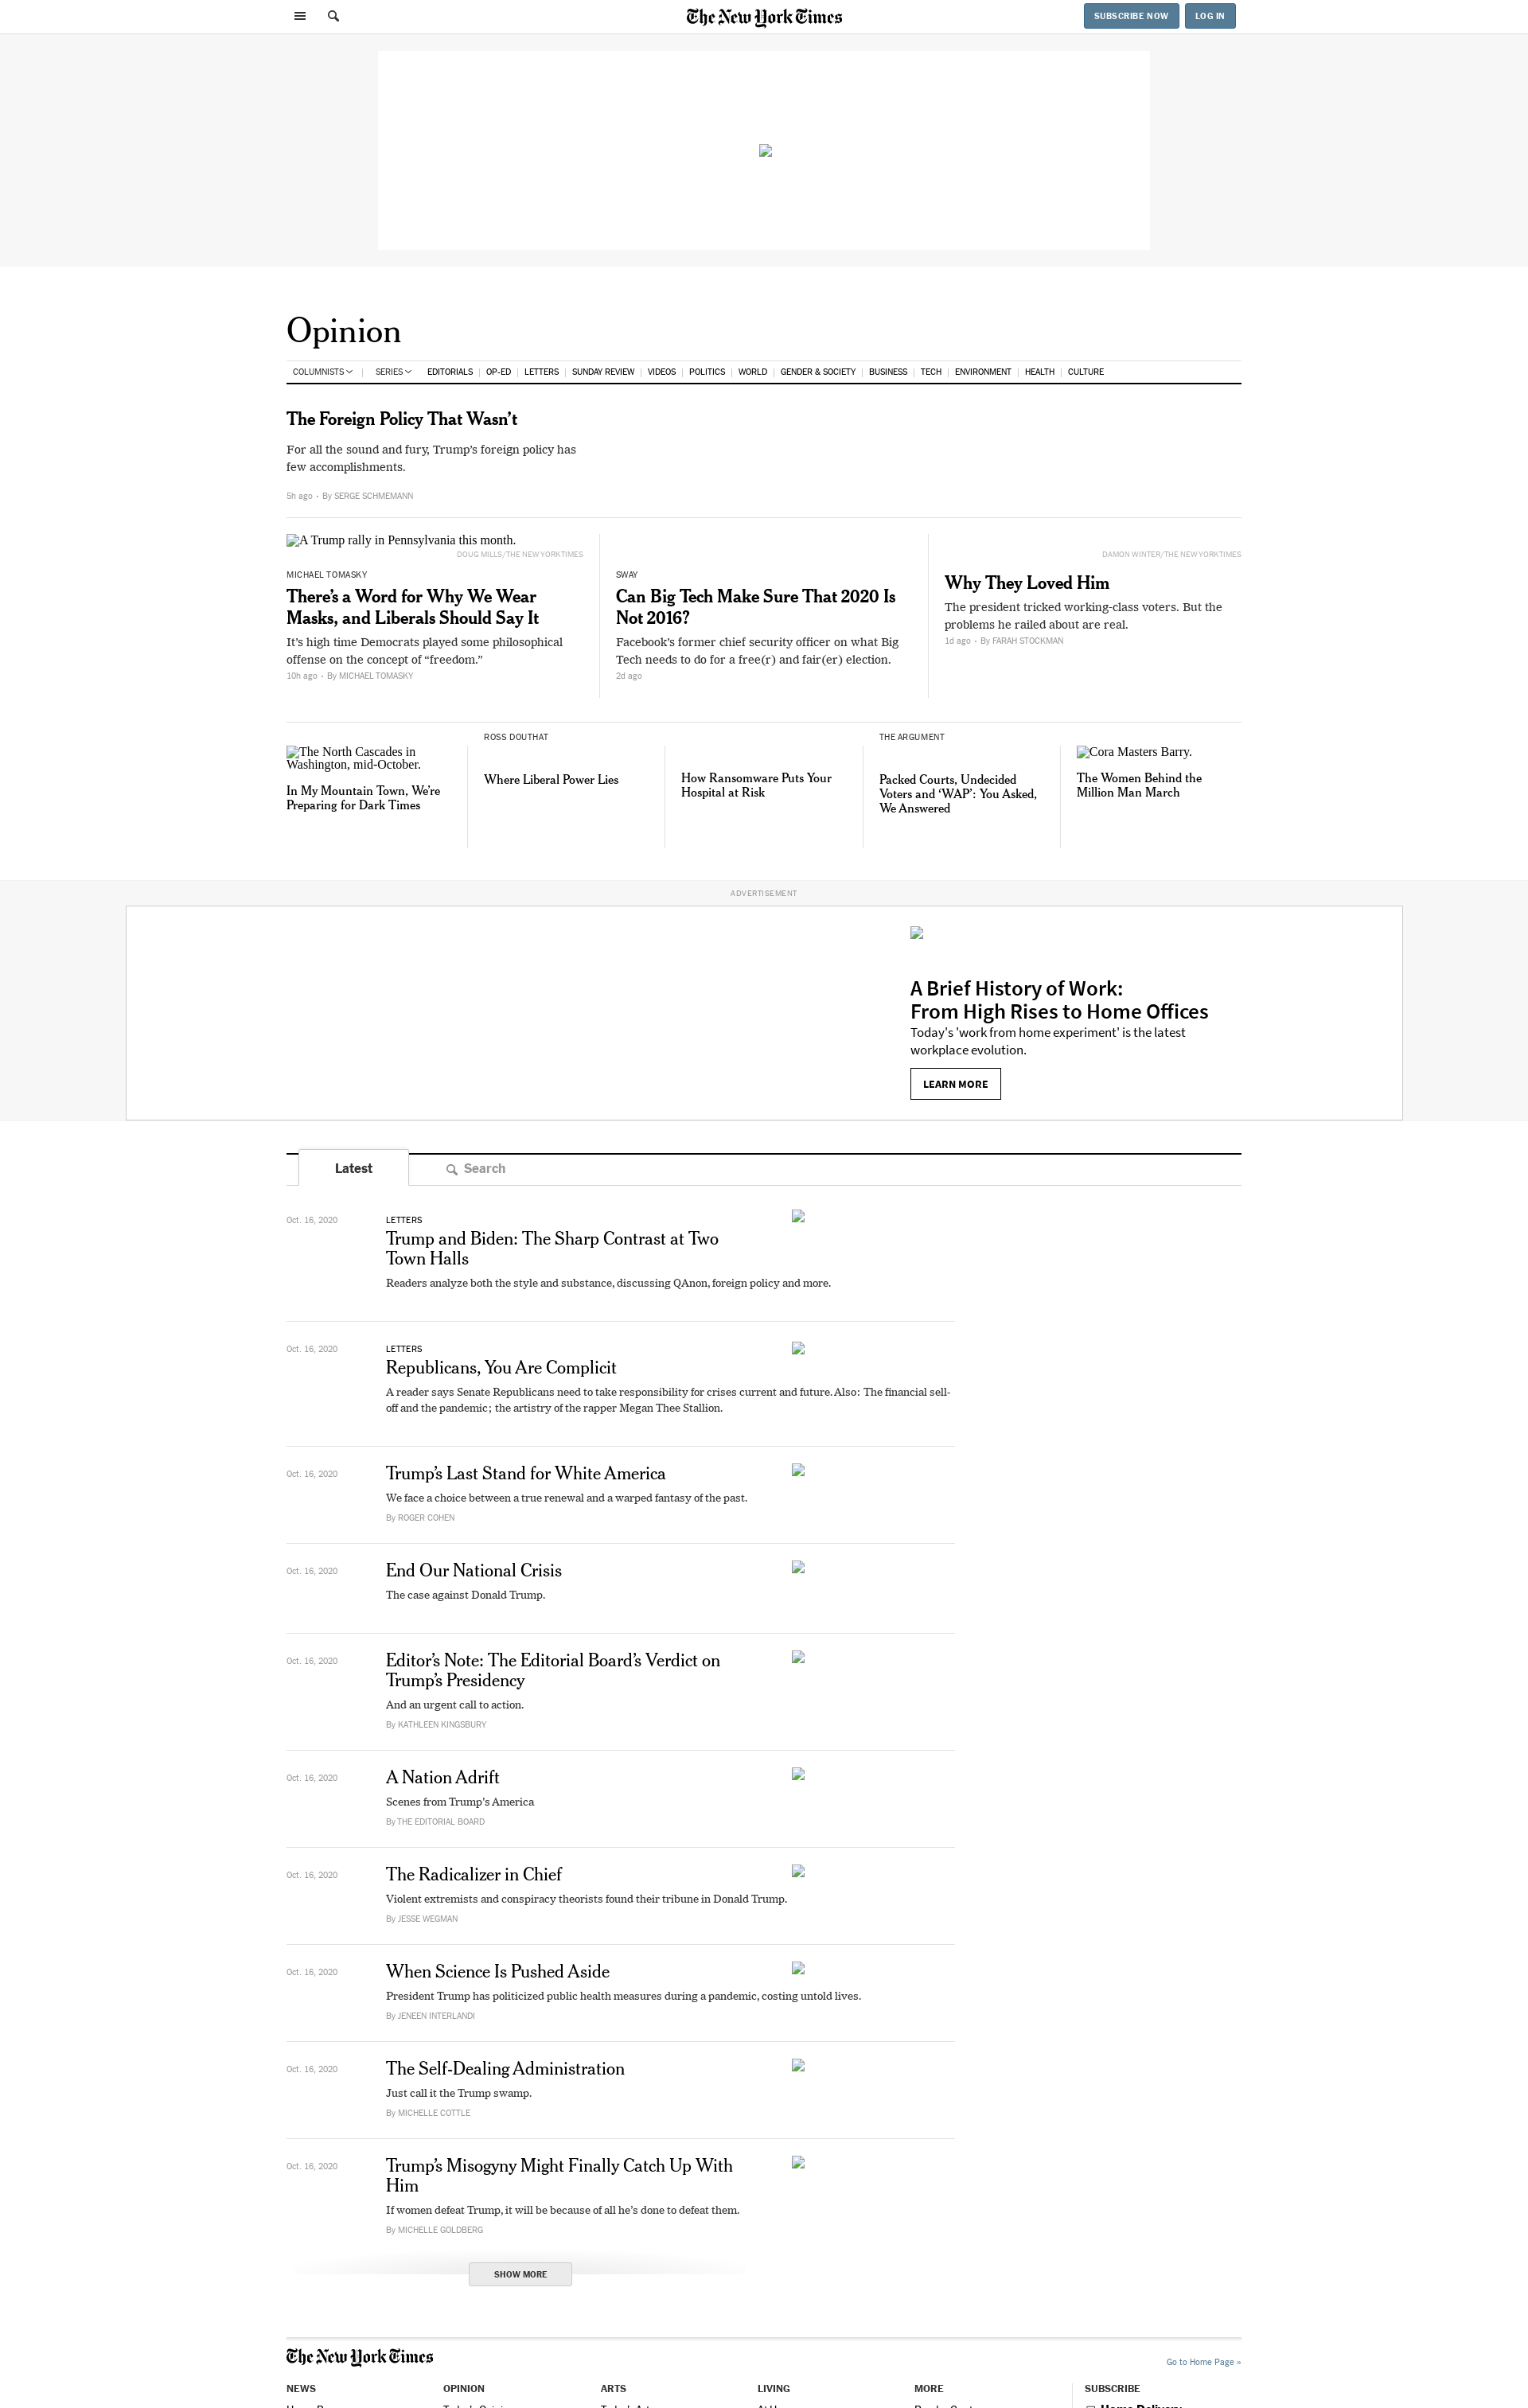 The New York Times
SUBSCRIBE NOW
LOG IN
Opinion
COLUMNISTS
SERIES
EDITORIALS
OP-ED
LETTERS
SUNDAY REVIEW
VIDEOS
POLITICS
WORLD
GENDER & SOCIETY
BUSINESS
TECH
ENVIRONMENT
HEALTH
CULTURE
The Foreign Policy That Wasn’t
For all the sound and fury, Trump’s foreign policy has
few accomplishments.
5h ago • By SERGE SCHMEMANN
A Trump rally in Pennsylvania this month.
DOUG MILLS/THE NEW YORK TIMES
MICHAEL TOMASKY
There’s a Word for Why We Wear
Masks, and Liberals Should Say It
It’s high time Democrats played some philosophical
offense on the concept of “freedom.”
10h ago • By MICHAEL TOMASKY
SWAY
Can Big Tech Make Sure That 2020 Is
Not 2016?
Facebook’s former chief security officer on what Big
Tech needs to do for a free(r) and fair(er) election.
2d ago
DAMON WINTER/THE NEW YORK TIMES
Why They Loved Him
The president tricked working-class voters. But the
problems he railed about are real.
1d ago • By FARAH STOCKMAN
The North Cascades in
Washington, mid-October.
In My Mountain Town, We’re
Preparing for Dark Times
ROSS DOUTHAT
Where Liberal Power Lies
How Ransomware Puts Your
Hospital at Risk
THE ARGUMENT
Packed Courts, Undecided
Voters and ‘WAP’: You Asked,
We Answered
Cora Masters Barry.
The Women Behind the
Million Man March
ADVERTISEMENT
A Brief History of Work:
From High Rises to Home Offices
Today's 'work from home experiment' is the latest
workplace evolution.
LEARN MORE
Latest
Search
Oct. 16, 2020
LETTERS
Trump and Biden: The Sharp Contrast at Two
Town Halls
Readers analyze both the style and substance, discussing QAnon, foreign policy and more.
Oct. 16, 2020
LETTERS
Republicans, You Are Complicit
A reader says Senate Republicans need to take responsibility for crises current and future. Also: The financial sell-
off and the pandemic; the artistry of the rapper Megan Thee Stallion.
Oct. 16, 2020
Trump’s Last Stand for White America
We face a choice between a true renewal and a warped fantasy of the past.
By ROGER COHEN
Oct. 16, 2020
End Our National Crisis
The case against Donald Trump.
Oct. 16, 2020
Editor’s Note: The Editorial Board’s Verdict on
Trump’s Presidency
And an urgent call to action.
By KATHLEEN KINGSBURY
Oct. 16, 2020
A Nation Adrift
Scenes from Trump’s America
By THE EDITORIAL BOARD
Oct. 16, 2020
The Radicalizer in Chief
Violent extremists and conspiracy theorists found their tribune in Donald Trump.
By JESSE WEGMAN
Oct. 16, 2020
When Science Is Pushed Aside
President Trump has politicized public health measures during a pandemic, costing untold lives.
By JENEEN INTERLANDI
Oct. 16, 2020
The Self-Dealing Administration
Just call it the Trump swamp.
By MICHELLE COTTLE
Oct. 16, 2020
Trump’s Misogyny Might Finally Catch Up With
Him
If women defeat Trump, it will be because of all he’s done to defeat them.
By MICHELLE GOLDBERG
SHOW MORE
The New York Times
Go to Home Page »
NEWS
OPINION
ARTS
LIVING
MORE
SUBSCRIBE